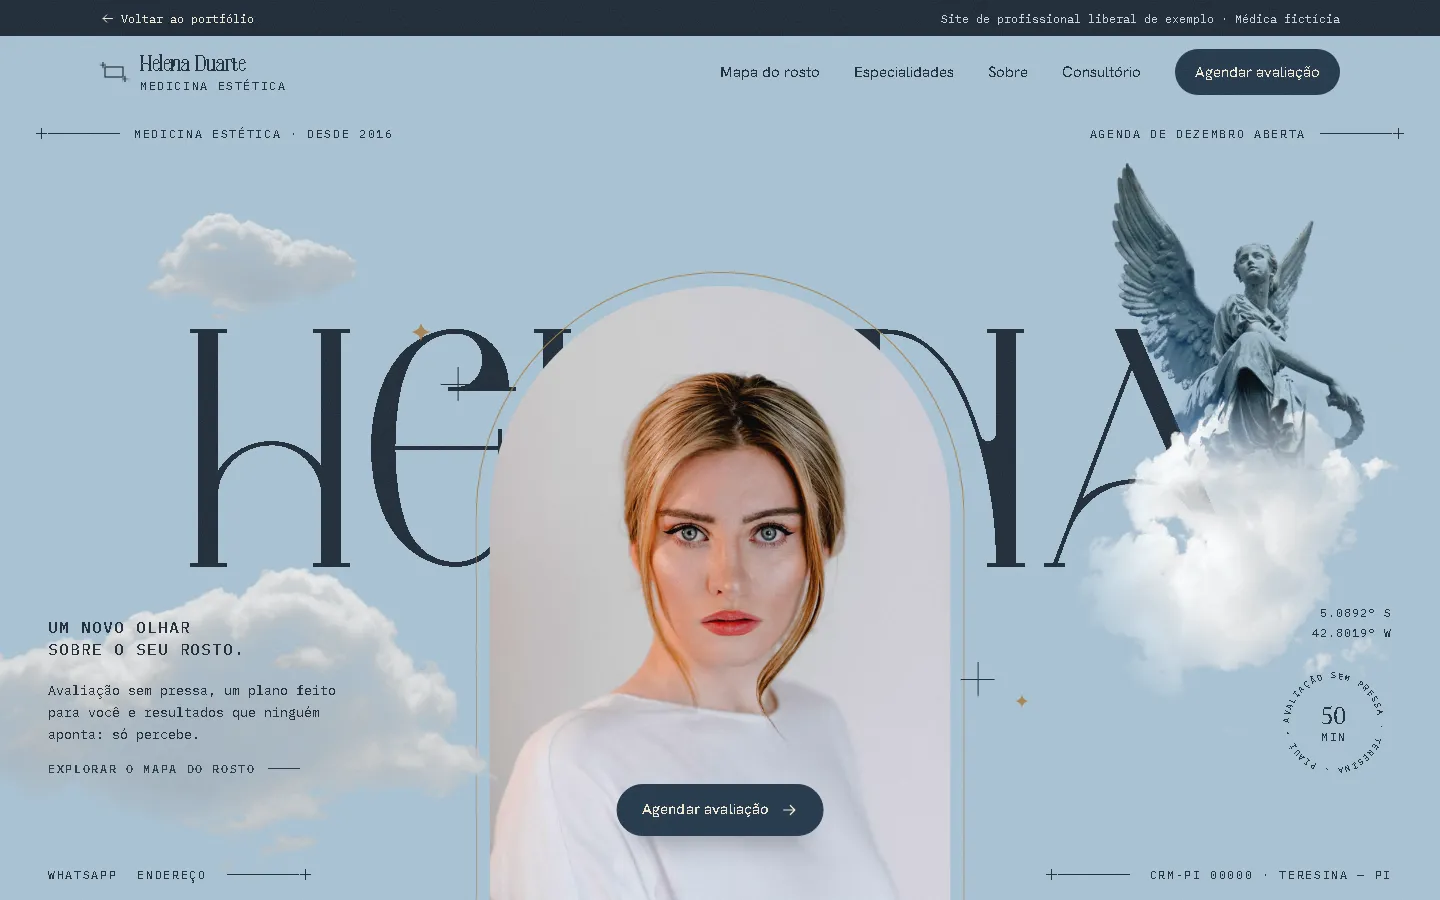 ← Voltar ao portfólio
Site de profissional liberal de exemplo · Médica fictícia
Helena Duarte
MEDICINA ESTÉTICA
Mapa do rosto
Especialidades
Sobre
Consultório
Agendar avaliação
MEDICINA ESTÉTICA · DESDE 2016
AGENDA DE DEZEMBRO ABERTA
HeLENA
UM NOVO OLHAR
SOBRE O SEU ROSTO.
Avaliação sem pressa, um plano feito
para você e resultados que ninguém
aponta: só percebe.
EXPLORAR O MAPA DO ROSTO
Agendar avaliação →
5.0892° S
42.8019° W
AVALIAÇÃO SEM PRESSA · TERESINA · PIAUÍ ·
50
MIN
WHATSAPP
ENDEREÇO
CRM-PI 00000 · TERESINA — PI